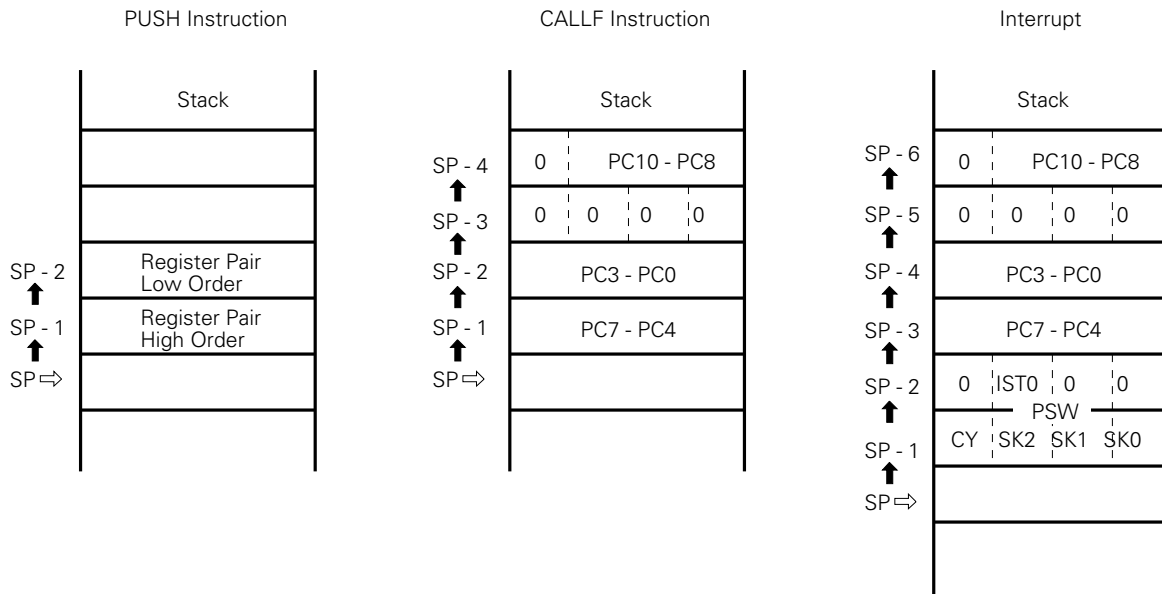 PUSH Instruction
Stack
SP - 2
Register Pair
Low Order
SP - 1
Register Pair
High Order
SP
CALLF Instruction
Stack
SP - 4
0 PC10 - PC8
SP - 3
0 0 0 0
SP - 2
PC3 - PC0
SP - 1
PC7 - PC4
SP
Interrupt
Stack
SP - 6
0 PC10 - PC8
SP - 5
0 0 0 0
SP - 4
PC3 - PC0
SP - 3
PC7 - PC4
SP - 2
0 IST0 0 0
PSW
SP - 1
CY SK2 SK1 SK0
SP